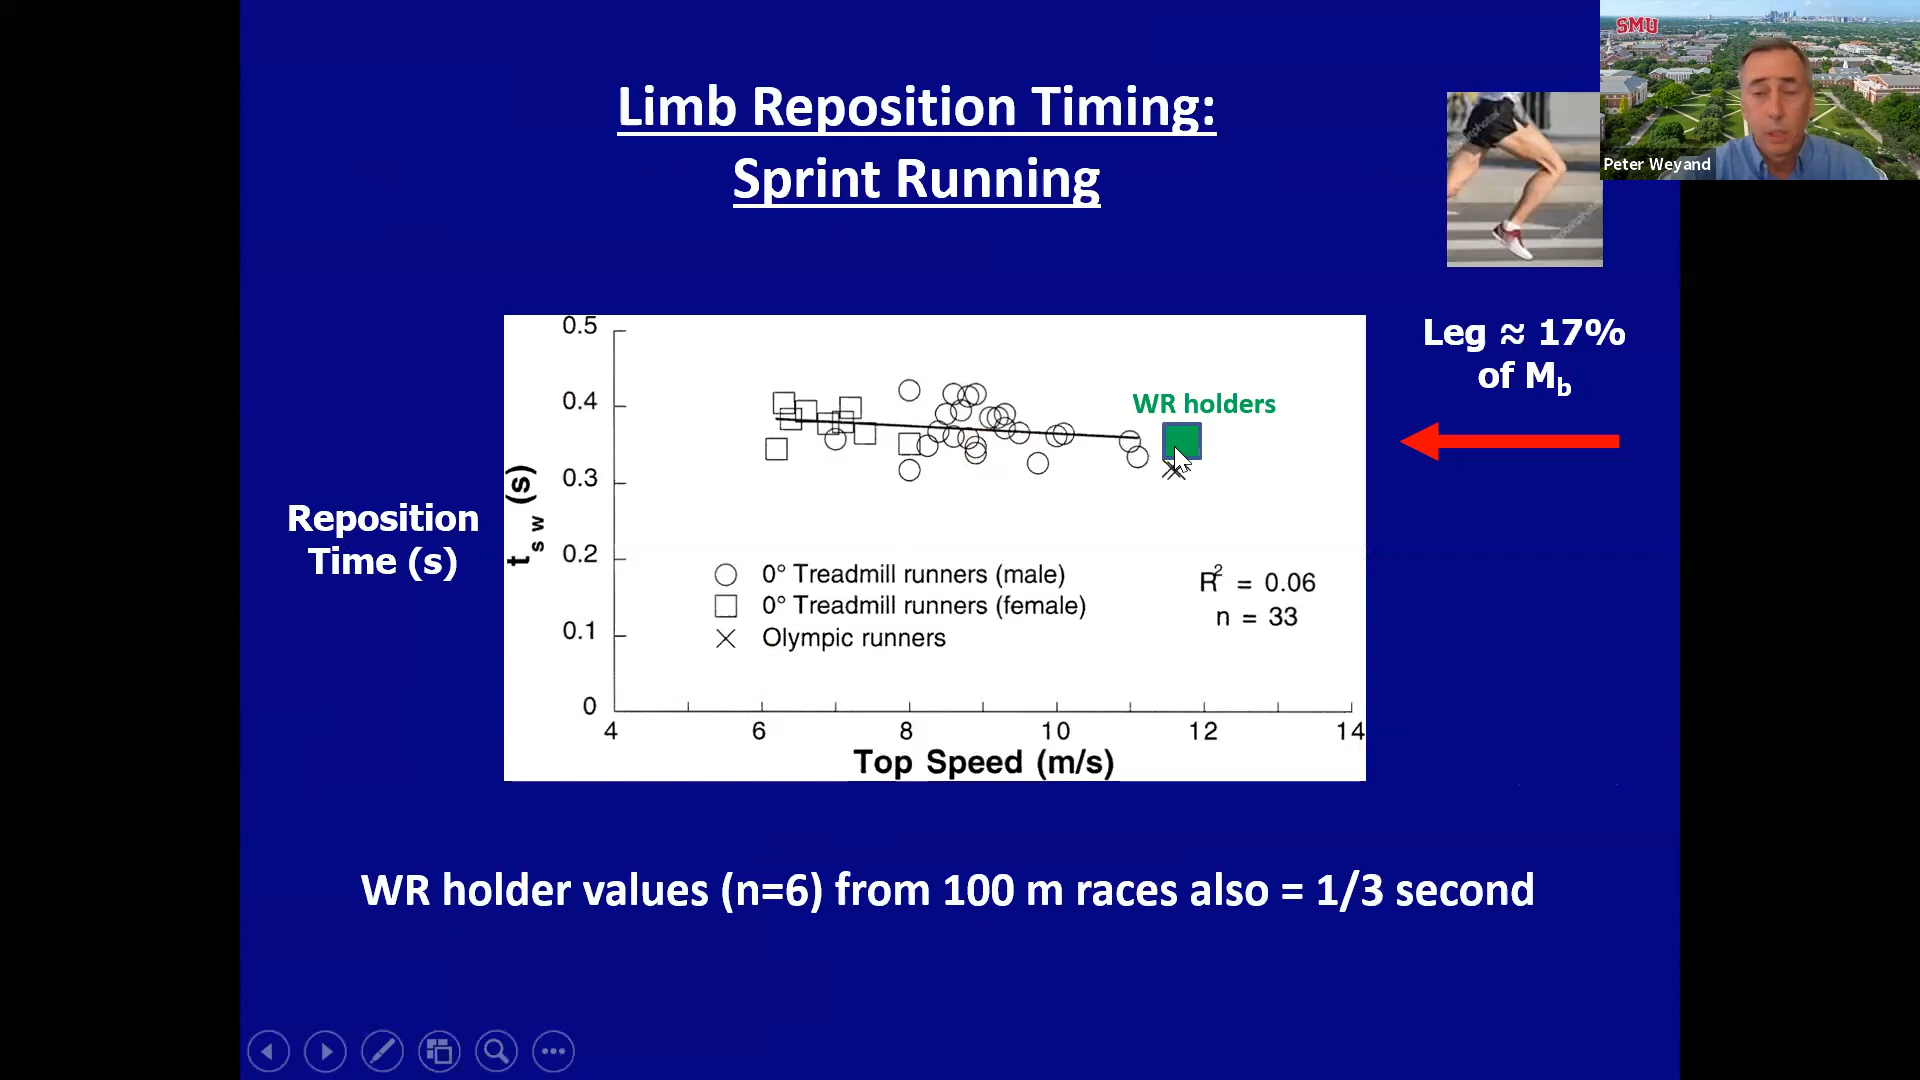 SMU
Peter Weyand
Limb Reposition Timing:
Sprint Running
Leg ≈ 17%
of Mb
Reposition
Time (s)
tsw (s)
0.5
0.4
0.3
0.2
0.1
0
WR holders
0° Treadmill runners (male)
0° Treadmill runners (female)
Olympic runners
R² = 0.06
n = 33
4 6 8 10 12 14
Top Speed (m/s)
WR holder values (n=6) from 100 m races also = 1/3 second